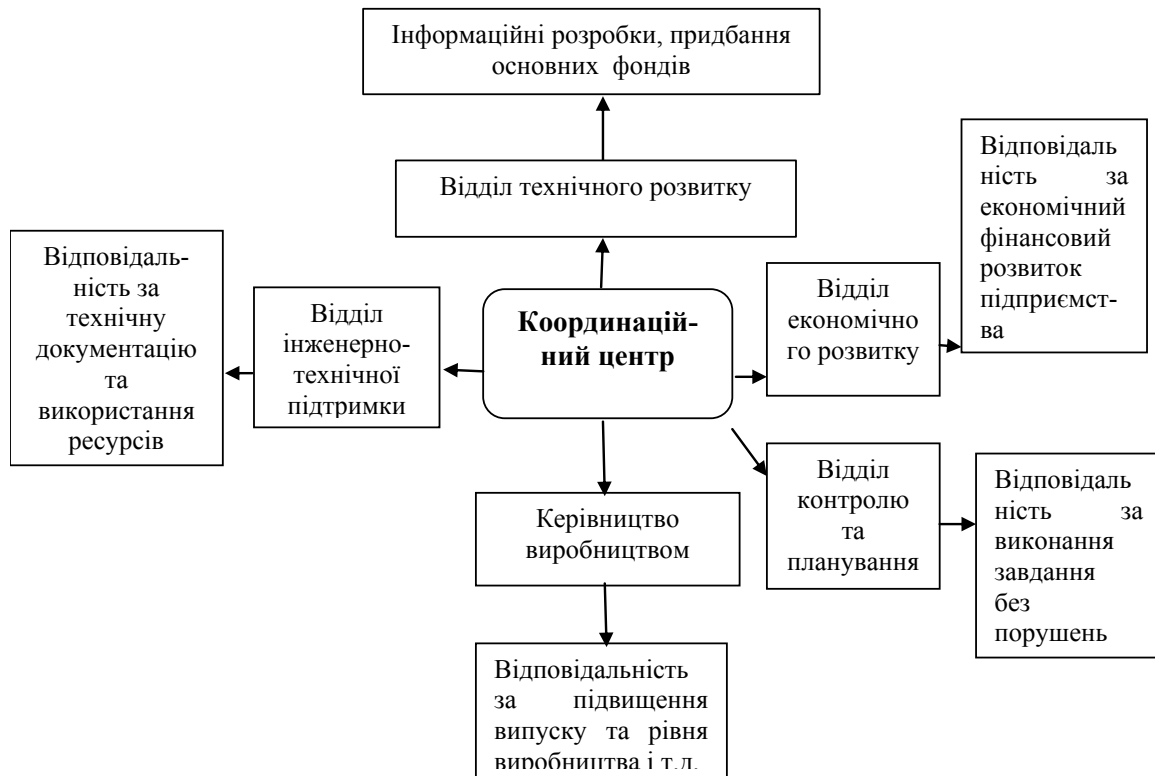 Інформаційні розробки, придбання
основних фондів
Відділ технічного розвитку
Відповідаль
ність за
економічний
фінансовий
розвиток
підприємст-
ва
Відповідаль-
ність за
технічну
документацію
та
використання
ресурсів
Відділ
інженерно-
технічної
підтримки
Координацій-
ний центр
Відділ
економічно
го розвитку
Керівництво
виробництвом
Відділ
контролю
та
планування
Відповідаль
ність за
виконання
завдання
без
порушень
Відповідальність
за підвищення
випуску та рівня
виробництва і т.д.